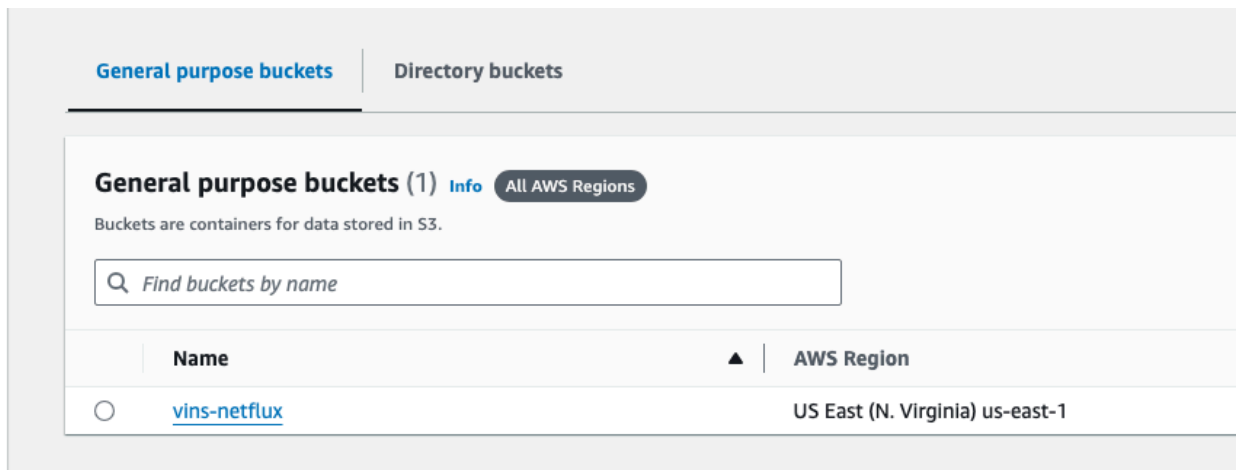 General purpose buckets Directory buckets
General purpose buckets (1) Info All AWS Regions
Buckets are containers for data stored in S3.
Find buckets by name
Name AWS Region
vins-netflux US East (N. Virginia) us-east-1